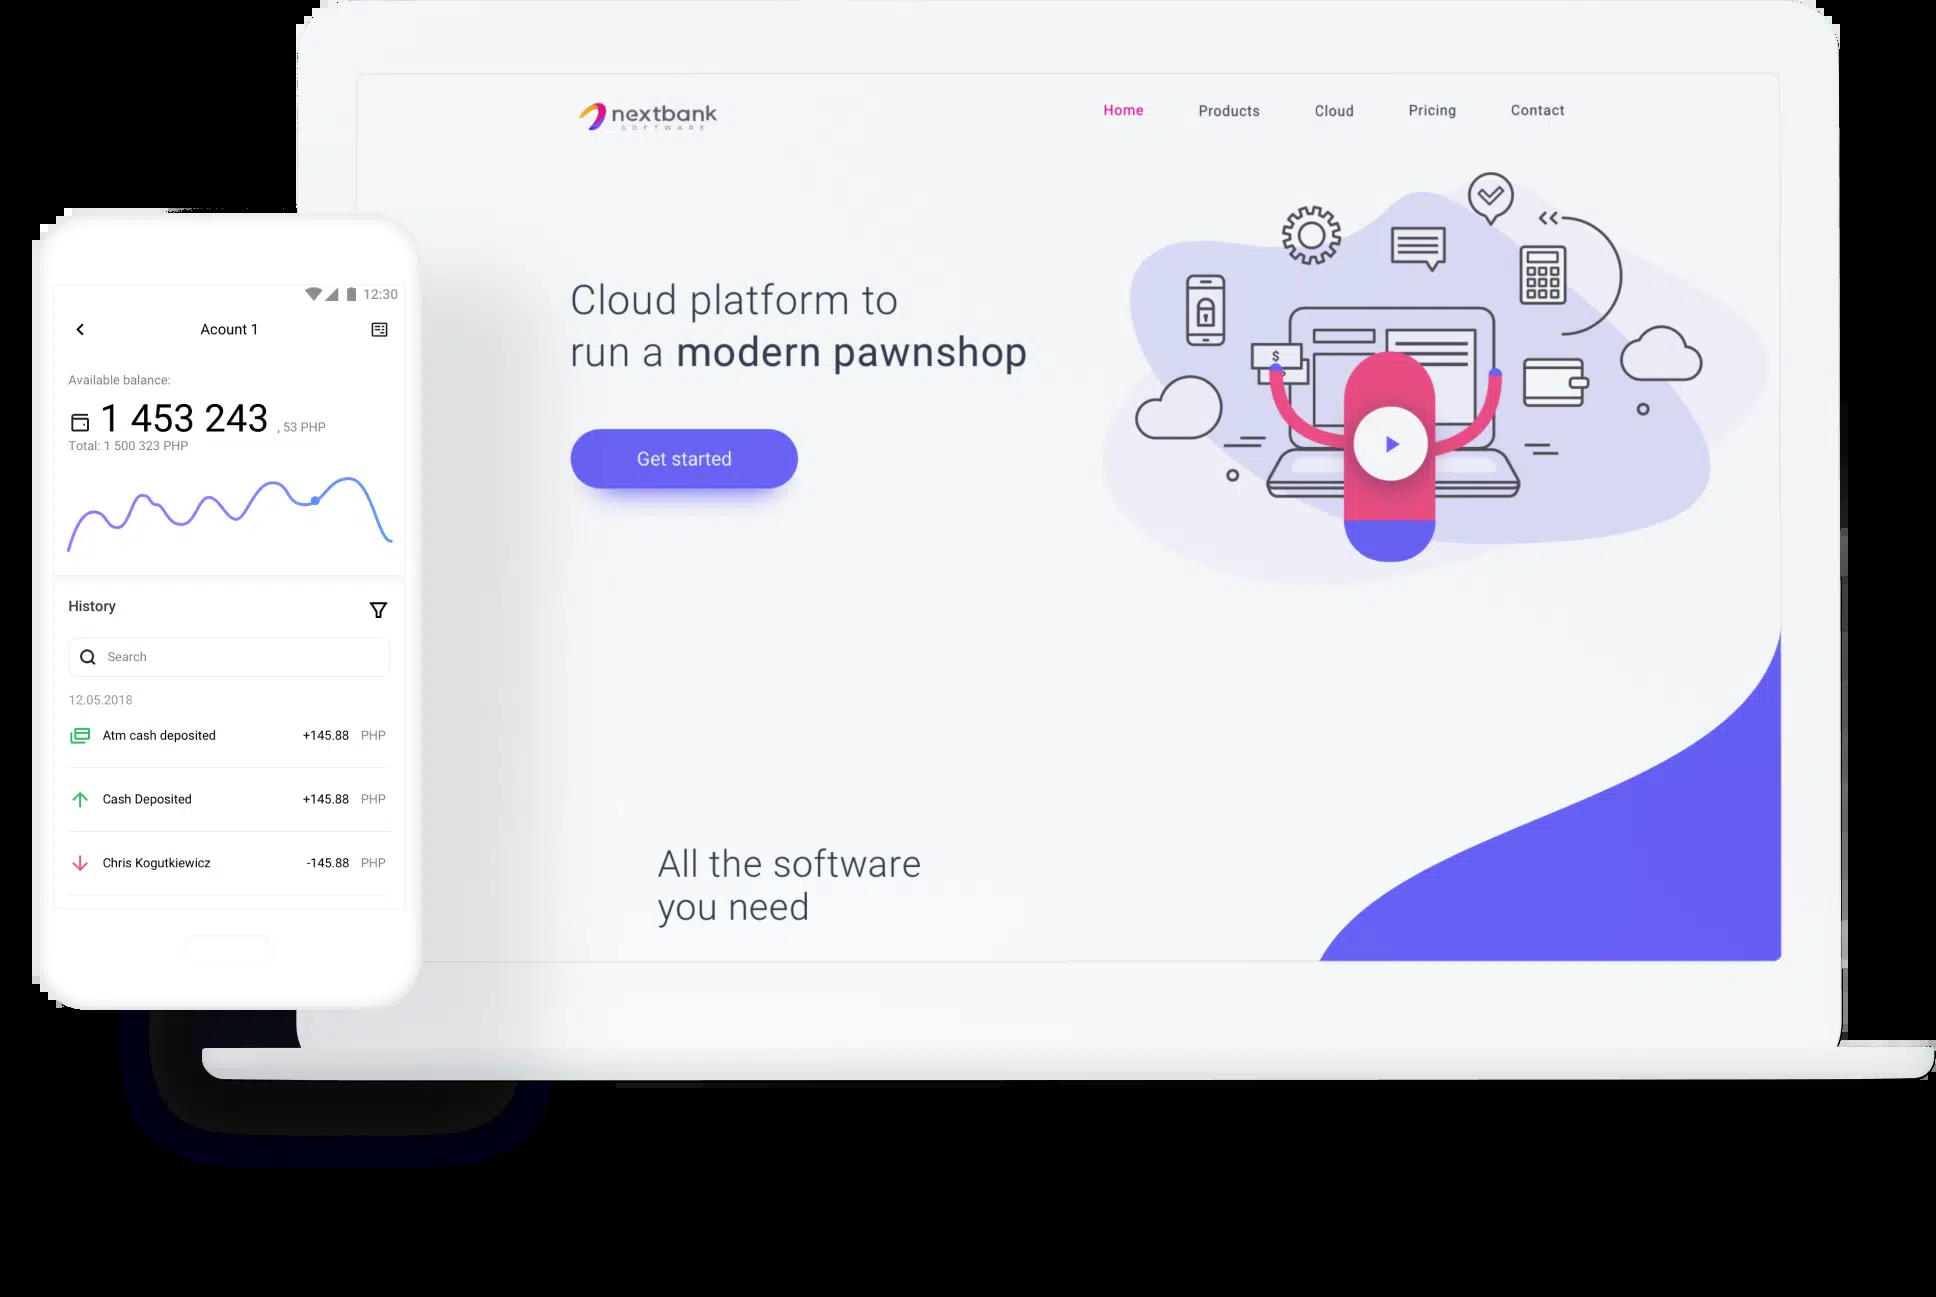 nextbank
SOFTWARE
Home Products Cloud Pricing Contact
Cloud platform to
run a modern pawnshop
Get started
$
All the software
you need
12:30
Acount 1
Available balance:
1 453 243 , 53 PHP
Total: 1 500 323 PHP
History
Search
12.05.2018
Atm cash deposited +145.88 PHP
Cash Deposited +145.88 PHP
Chris Kogutkiewicz -145.88 PHP